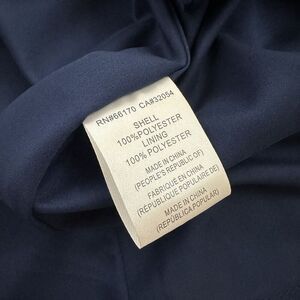 RN#66170 CA#32054
SHELL
100%POLYESTER
LINING
100% POLYESTER
MADE IN CHINA
(PEOPLE'S REPUBLIC OF)
FABRIQUE EN CHINA
(RÉPUBLIQUE POPULAIRE DE)
MADE IN CHINA
(REPÚBLICA POPULAR)